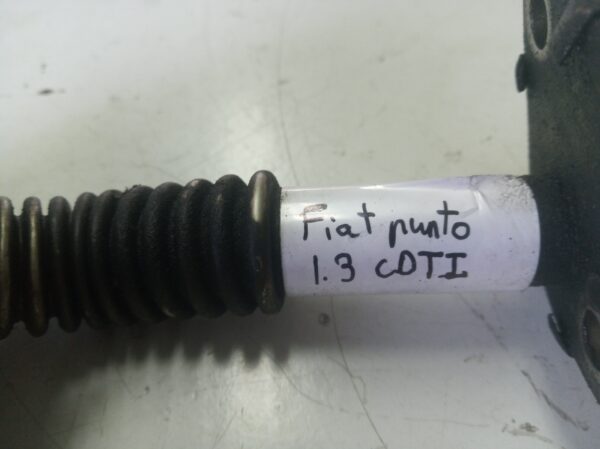 Fiat punto
1.3 CDTI